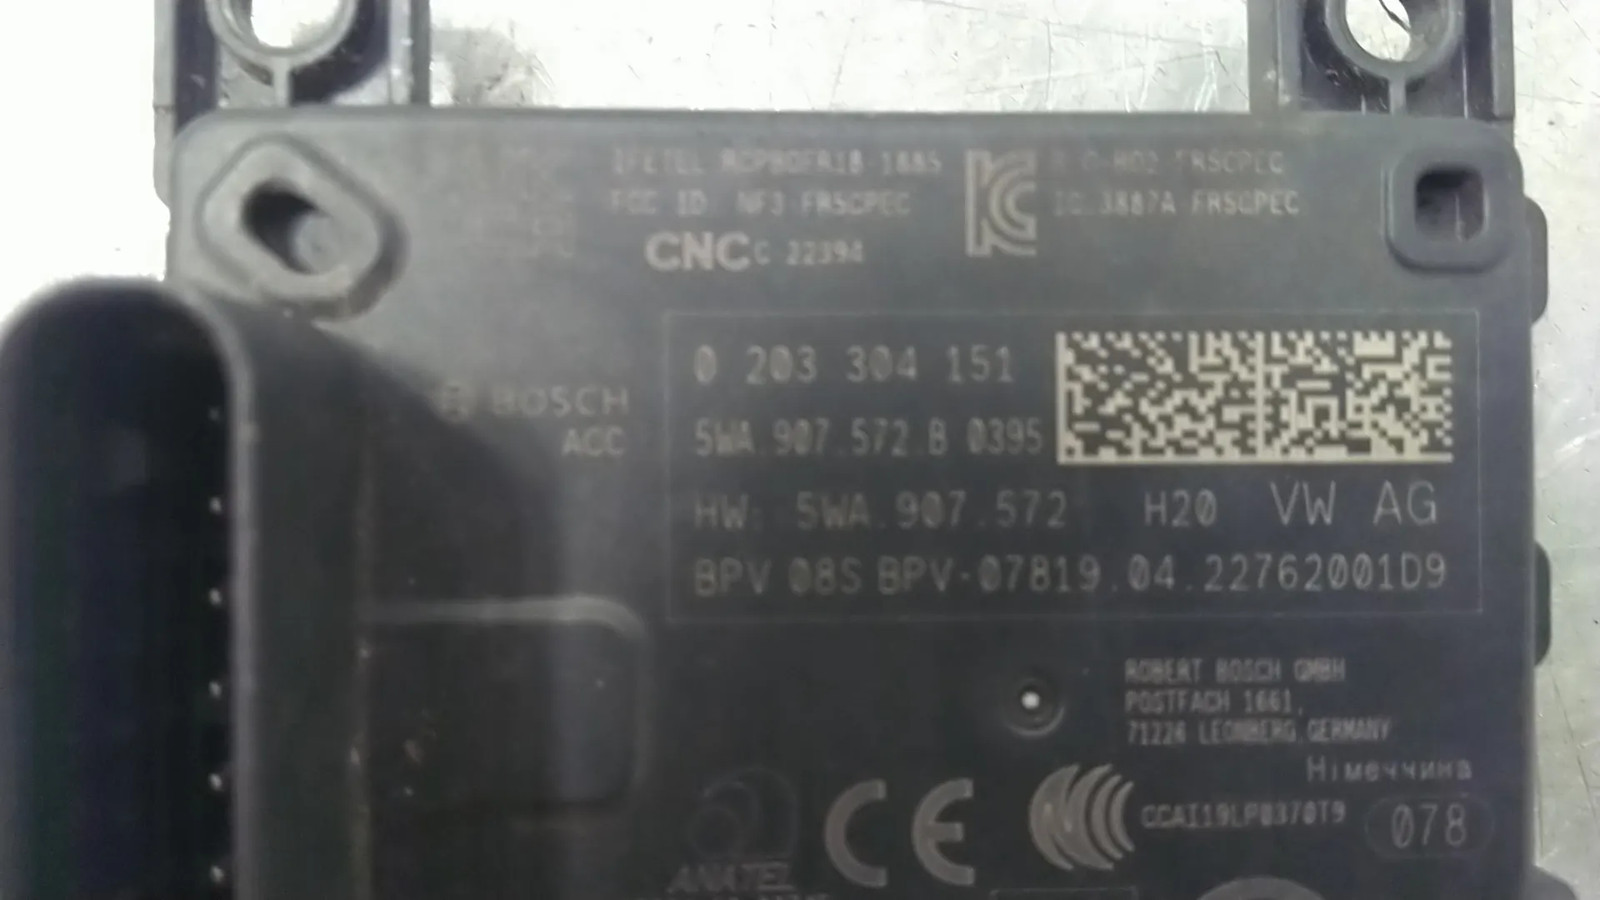 IFETEL RCPBOFR18-1885
FCC ID NF3-FR5CPEC
CNC C 22394
FR5CPEC
IC 3887A-FR5CPEC
BOSCH
ACC
0 203 304 151
5WA.907.572.B 0395
HW: 5WA.907.572 H20 VW AG
BPV 08S BPV-07819.04.22762001D9
ROBERT BOSCH GMBH
POSTFACH 1661,
71226 LEONBERG, GERMANY
Німеччина
CE
CCAI19LP0370T9
078
ANATEL